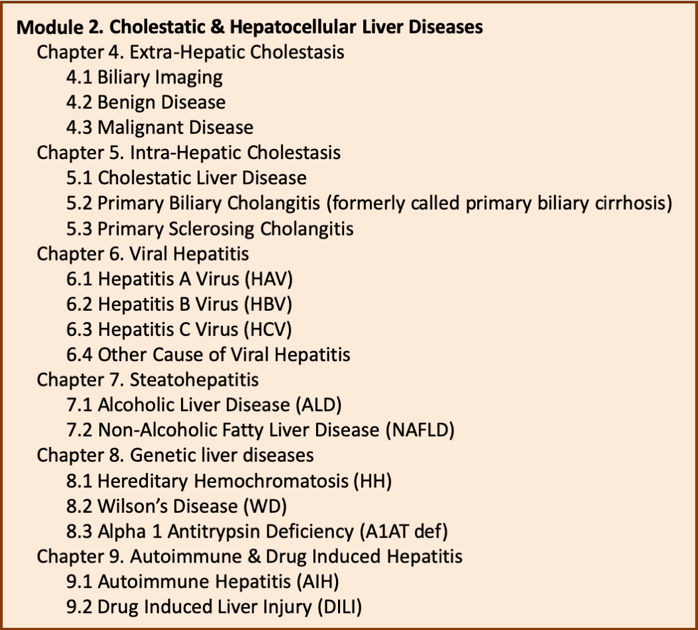 Module 2. Cholestatic & Hepatocellular Liver Diseases
Chapter 4. Extra-Hepatic Cholestasis
4.1 Biliary Imaging
4.2 Benign Disease
4.3 Malignant Disease
Chapter 5. Intra-Hepatic Cholestasis
5.1 Cholestatic Liver Disease
5.2 Primary Biliary Cholangitis (formerly called primary biliary cirrhosis)
5.3 Primary Sclerosing Cholangitis
Chapter 6. Viral Hepatitis
6.1 Hepatitis A Virus (HAV)
6.2 Hepatitis B Virus (HBV)
6.3 Hepatitis C Virus (HCV)
6.4 Other Cause of Viral Hepatitis
Chapter 7. Steatohepatitis
7.1 Alcoholic Liver Disease (ALD)
7.2 Non-Alcoholic Fatty Liver Disease (NAFLD)
Chapter 8. Genetic liver diseases
8.1 Hereditary Hemochromatosis (HH)
8.2 Wilson’s Disease (WD)
8.3 Alpha 1 Antitrypsin Deficiency (A1AT def)
Chapter 9. Autoimmune & Drug Induced Hepatitis
9.1 Autoimmune Hepatitis (AIH)
9.2 Drug Induced Liver Injury (DILI)